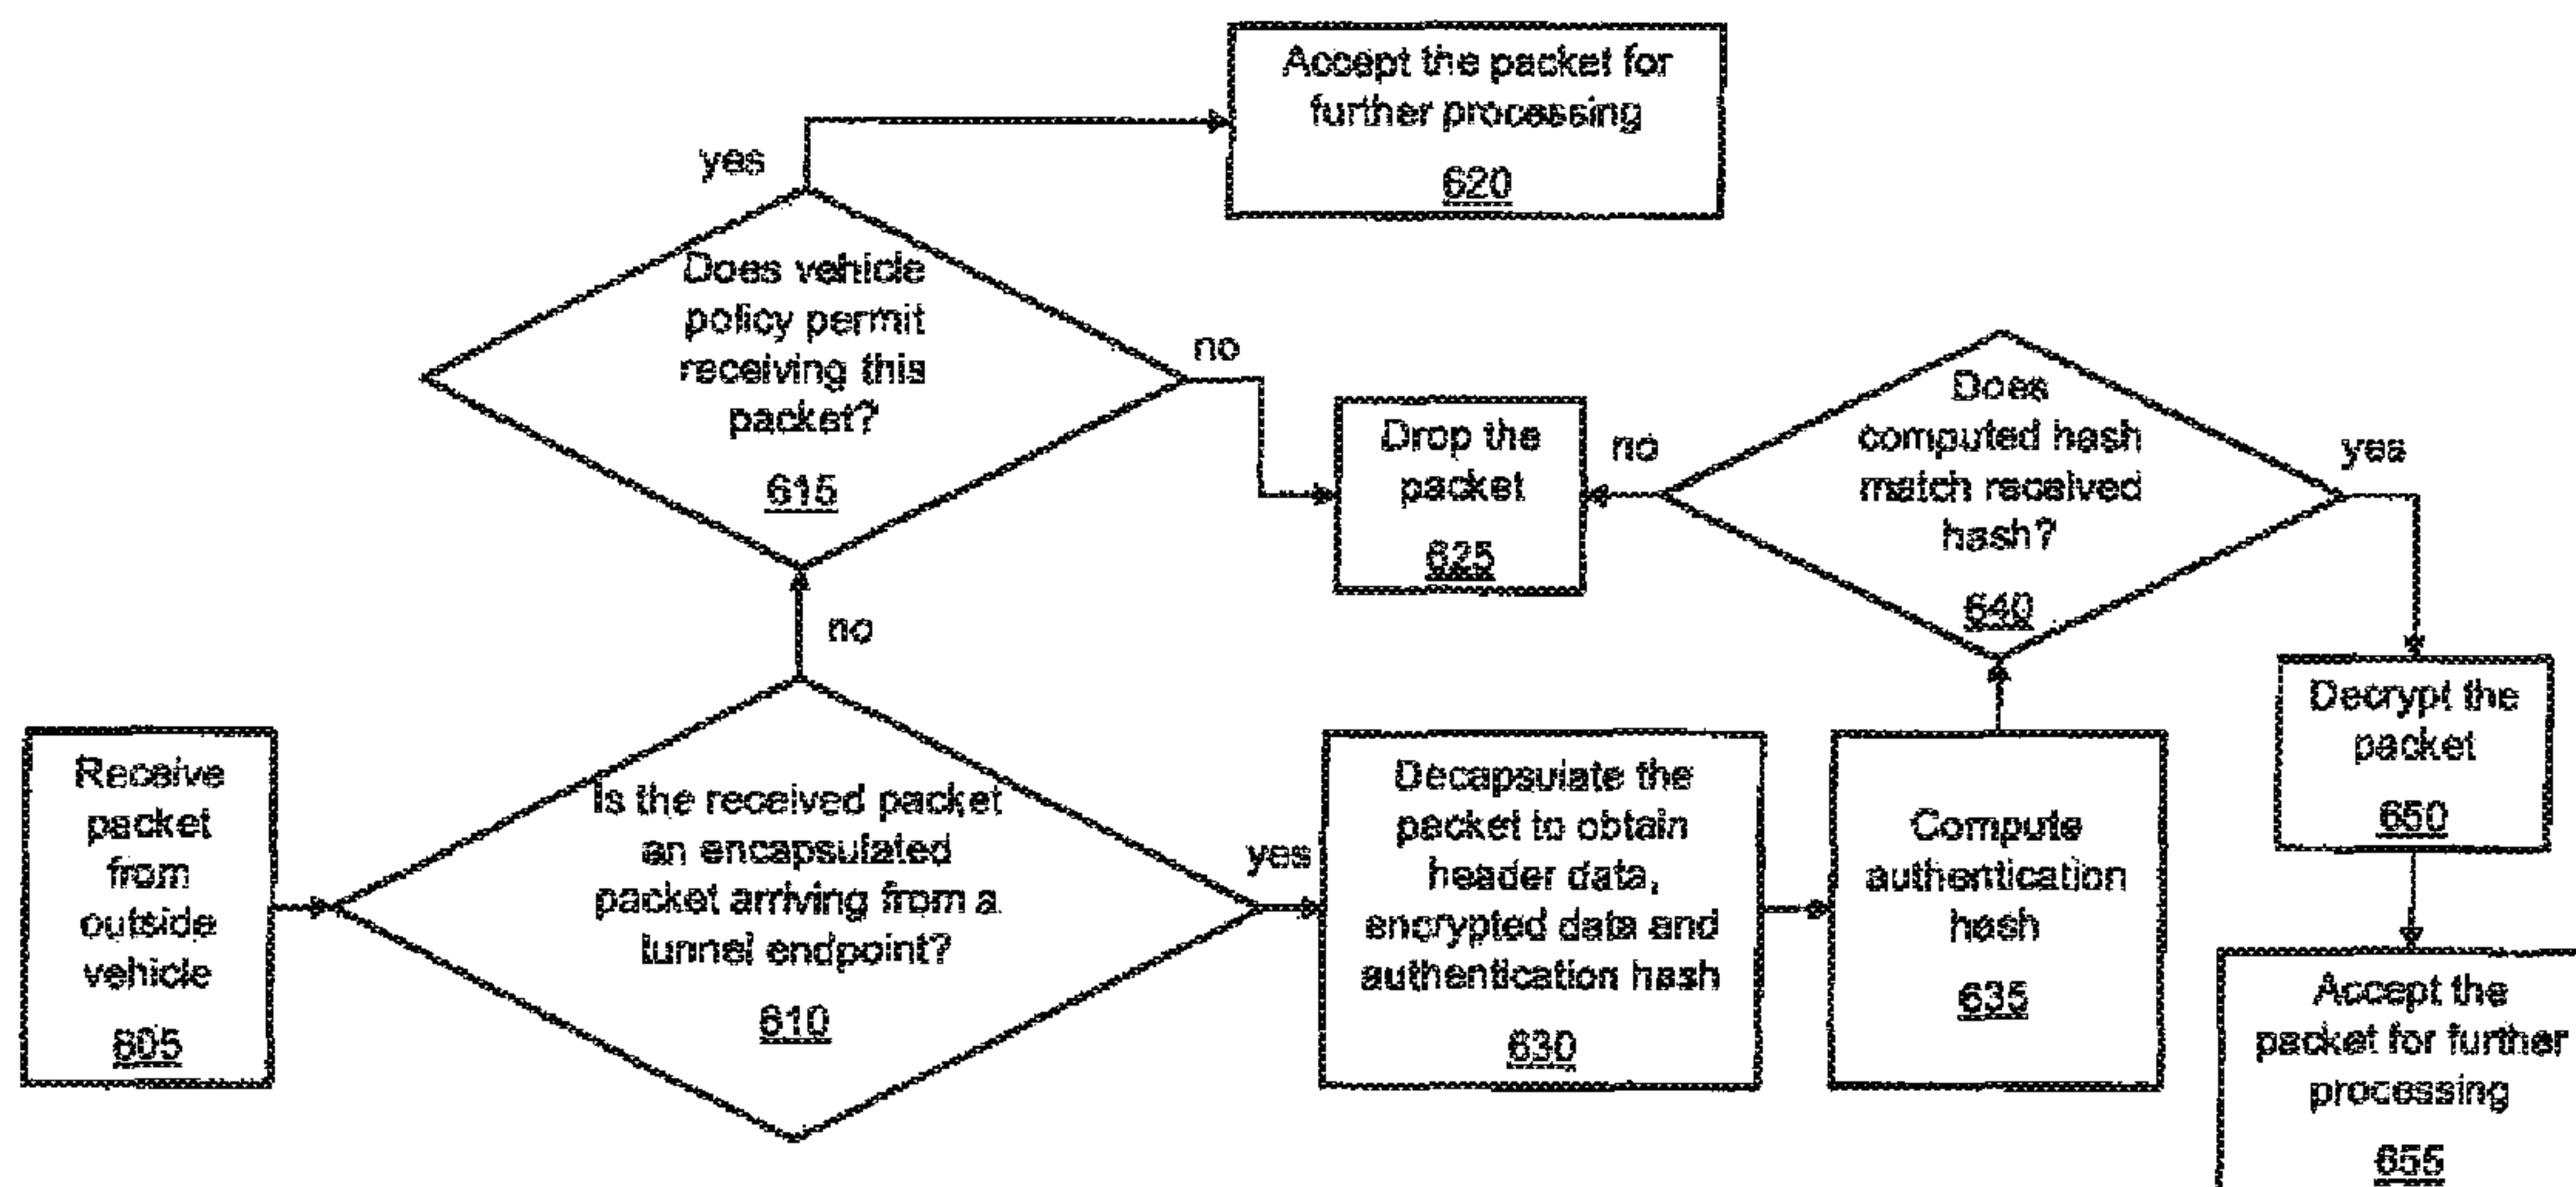 Accept the packet for
further processing
620
yes
Does vehicle
policy permit
receiving this
packet?
615
no
Drop the
packet
625
no
Does
computed hash
match received
hash?
640
yes
no
Receive
packet
from
outside
vehicle
605
Is the received packet
an encapsulated
packet arriving from a
tunnel endpoint?
610
yes
Decapsulate the
packet to obtain
header data,
encrypted data and
authentication hash
630
Compute
authentication
hash
635
Decrypt the
packet
650
Accept the
packet for further
processing
655